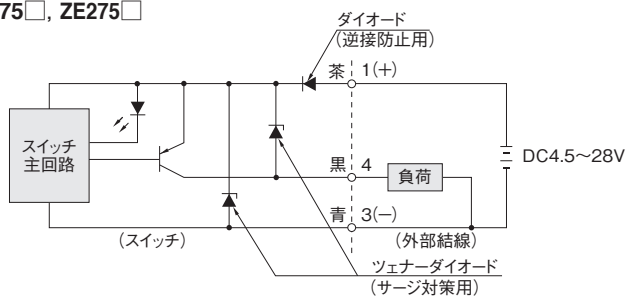 75□, ZE275□
ダイオード
(逆接防止用)
茶 1(+)
スイッチ
主回路
DC4.5～28V
黒 4
負荷
青 3(−)
(スイッチ)
(外部結線)
ツェナーダイオード
(サージ対策用)